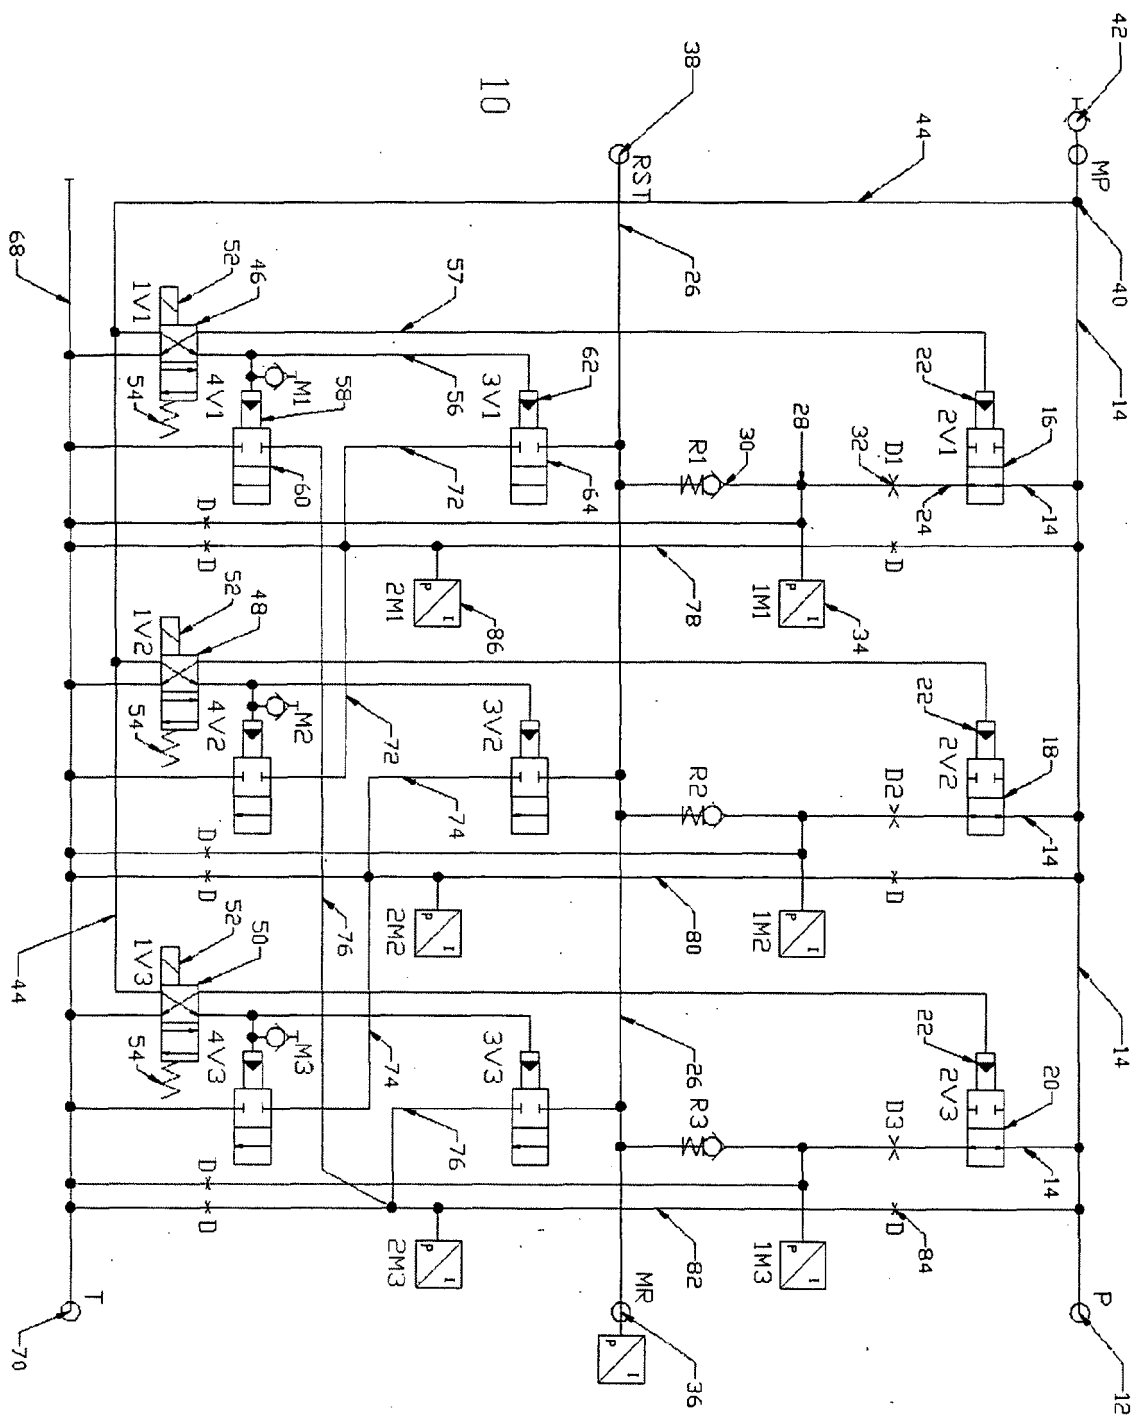 42
40
14
14
12
MP
P
16
18
20
14
14
14
44
22
2V1
24
22
2V2
22
2V3
84
D1
D
D2
D
D3
D
32
34
28
30
1M1
1M2
1M3
38
26
R1
78
R2
80
26
R3
82
36
RST
MR
62
64
3V1
3V2
3V3
10
57
56
72
86
74
76
2M1
2M2
2M3
M1
72
M2
74
M3
76
58
60
46
48
50
52
4V1
D
D
52
4V2
D
D
52
4V3
D
D
1V1
54
1V2
54
1V3
54
T
68
44
70
P
I
P
I
P
I
P
I
P
I
P
I
P
I